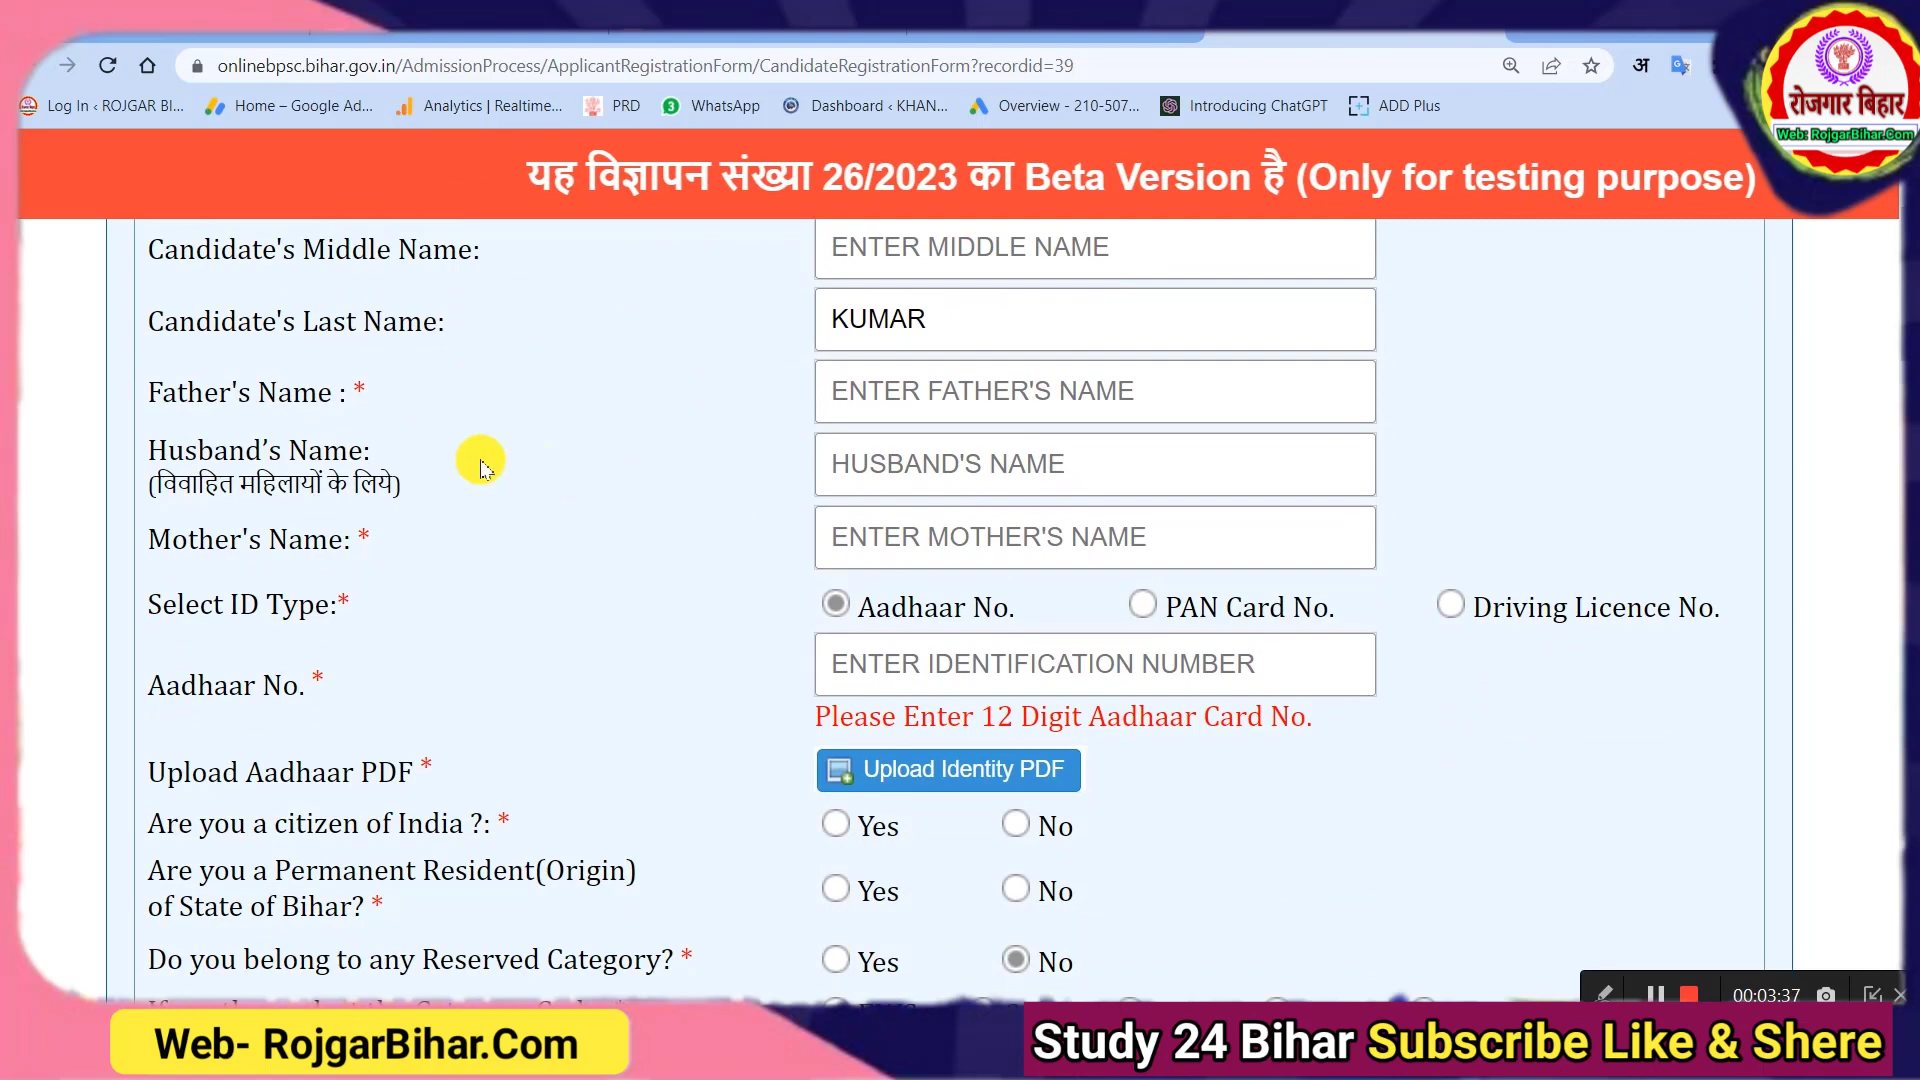 onlinebpsc.bihar.gov.in/AdmissionProcess/ApplicantRegistrationForm/CandidateRegistrationForm?recordid=39
अ
रोजगार बिहार
Web: RojgarBihar.Com
Log In ‹ ROJGAR BI... Home – Google Ad... Analytics | Realtime... PRD WhatsApp Dashboard ‹ KHAN... Overview - 210-507... Introducing ChatGPT ADD Plus
यह विज्ञापन संख्या 26/2023 का Beta Version है (Only for testing purpose)
Candidate's Middle Name: ENTER MIDDLE NAME
Candidate's Last Name: KUMAR
Father's Name : * ENTER FATHER'S NAME
Husband’s Name: HUSBAND'S NAME
(विवाहित महिलायों के लिये)
Mother's Name: * ENTER MOTHER'S NAME
Select ID Type:* Aadhaar No. PAN Card No. Driving Licence No.
Aadhaar No. * ENTER IDENTIFICATION NUMBER
Please Enter 12 Digit Aadhaar Card No.
Upload Aadhaar PDF * Upload Identity PDF
Are you a citizen of India ?: * Yes No
Are you a Permanent Resident(Origin)
of State of Bihar? * Yes No
Do you belong to any Reserved Category? * Yes No
00:03:37
Web- RojgarBihar.Com
Study 24 Bihar Subscribe Like & Shere